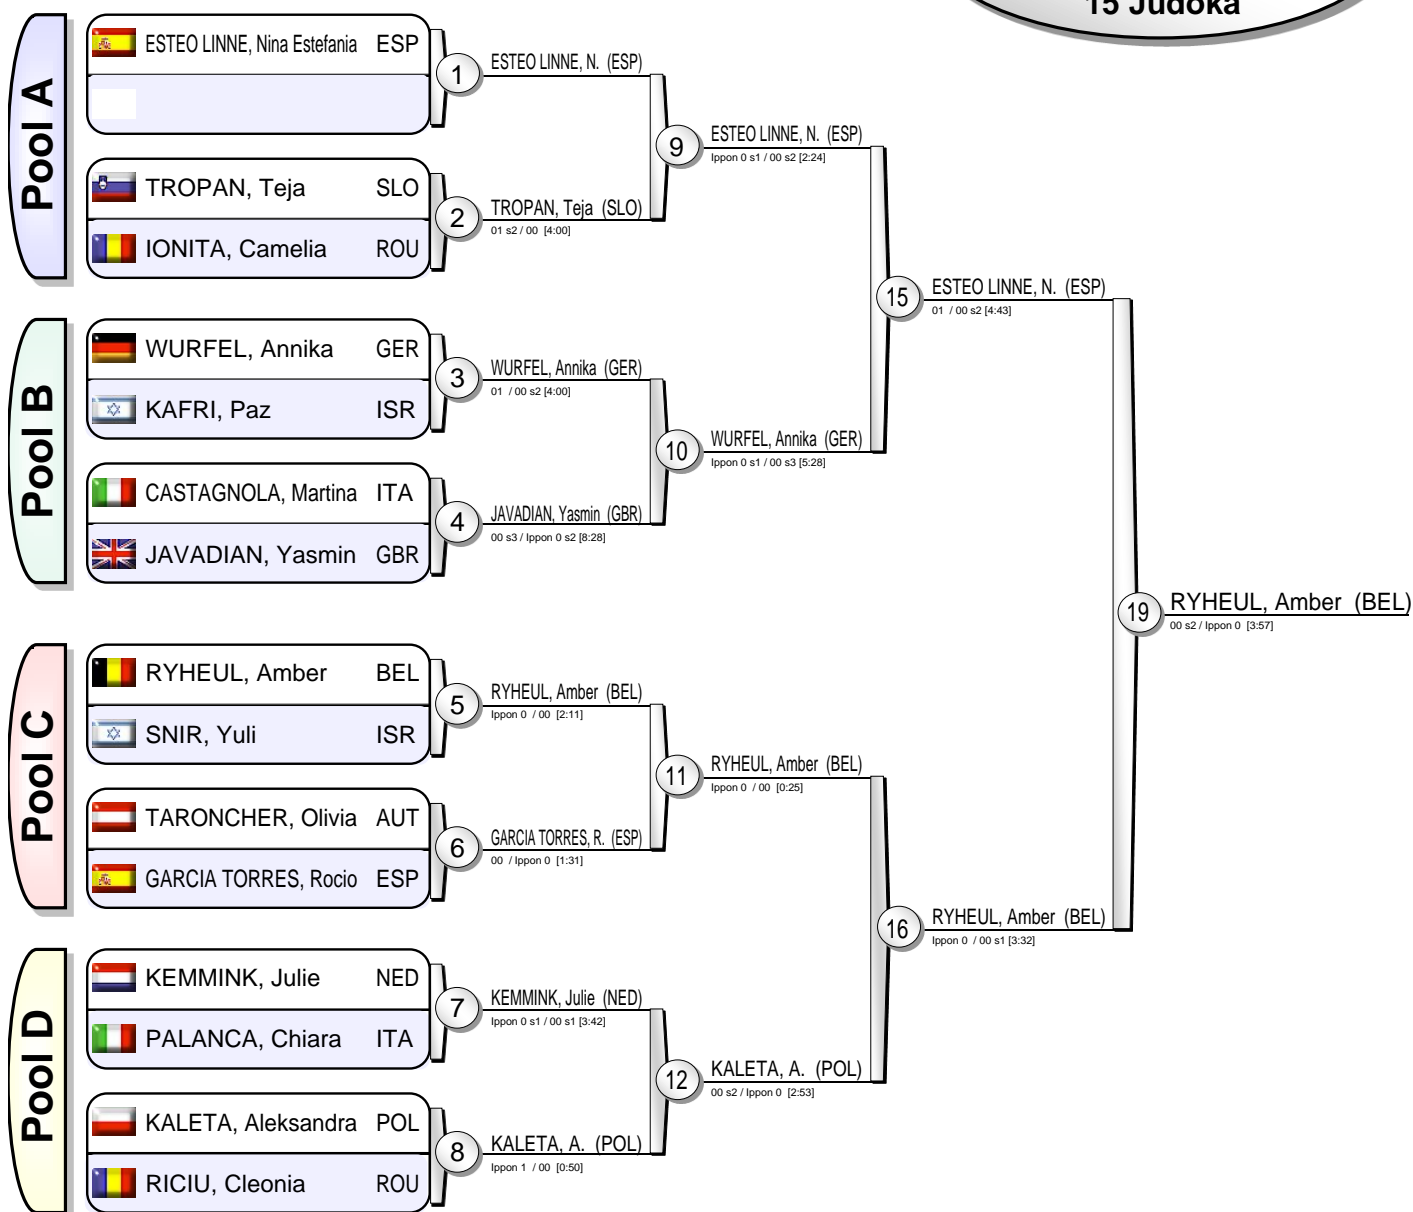 15 Judoka
Pool A
ESTEO LINNE, Nina Estefania ESP
1
ESTEO LINNE, N. (ESP)
TROPAN, Teja SLO
IONITA, Camelia ROU
2
TROPAN, Teja (SLO)
01 s2 / 00 [4:00]
9
ESTEO LINNE, N. (ESP)
Ippon 0 s1 / 00 s2 [2:24]
Pool B
WURFEL, Annika GER
KAFRI, Paz ISR
3
WURFEL, Annika (GER)
01 / 00 s2 [4:00]
CASTAGNOLA, Martina ITA
JAVADIAN, Yasmin GBR
4
JAVADIAN, Yasmin (GBR)
00 s3 / Ippon 0 s2 [8:28]
10
WURFEL, Annika (GER)
Ippon 0 s1 / 00 s3 [5:28]
15
ESTEO LINNE, N. (ESP)
01 / 00 s2 [4:43]
Pool C
RYHEUL, Amber BEL
SNIR, Yuli ISR
5
RYHEUL, Amber (BEL)
Ippon 0 / 00 [2:11]
TARONCHER, Olivia AUT
GARCIA TORRES, Rocio ESP
6
GARCIA TORRES, R. (ESP)
00 / Ippon 0 [1:31]
11
RYHEUL, Amber (BEL)
Ippon 0 / 00 [0:25]
Pool D
KEMMINK, Julie NED
PALANCA, Chiara ITA
7
KEMMINK, Julie (NED)
Ippon 0 s1 / 00 s1 [3:42]
KALETA, Aleksandra POL
RICIU, Cleonia ROU
8
KALETA, A. (POL)
Ippon 1 / 00 [0:50]
12
KALETA, A. (POL)
00 s2 / Ippon 0 [2:53]
16
RYHEUL, Amber (BEL)
Ippon 0 / 00 s1 [3:32]
19
RYHEUL, Amber (BEL)
00 s2 / Ippon 0 [3:57]